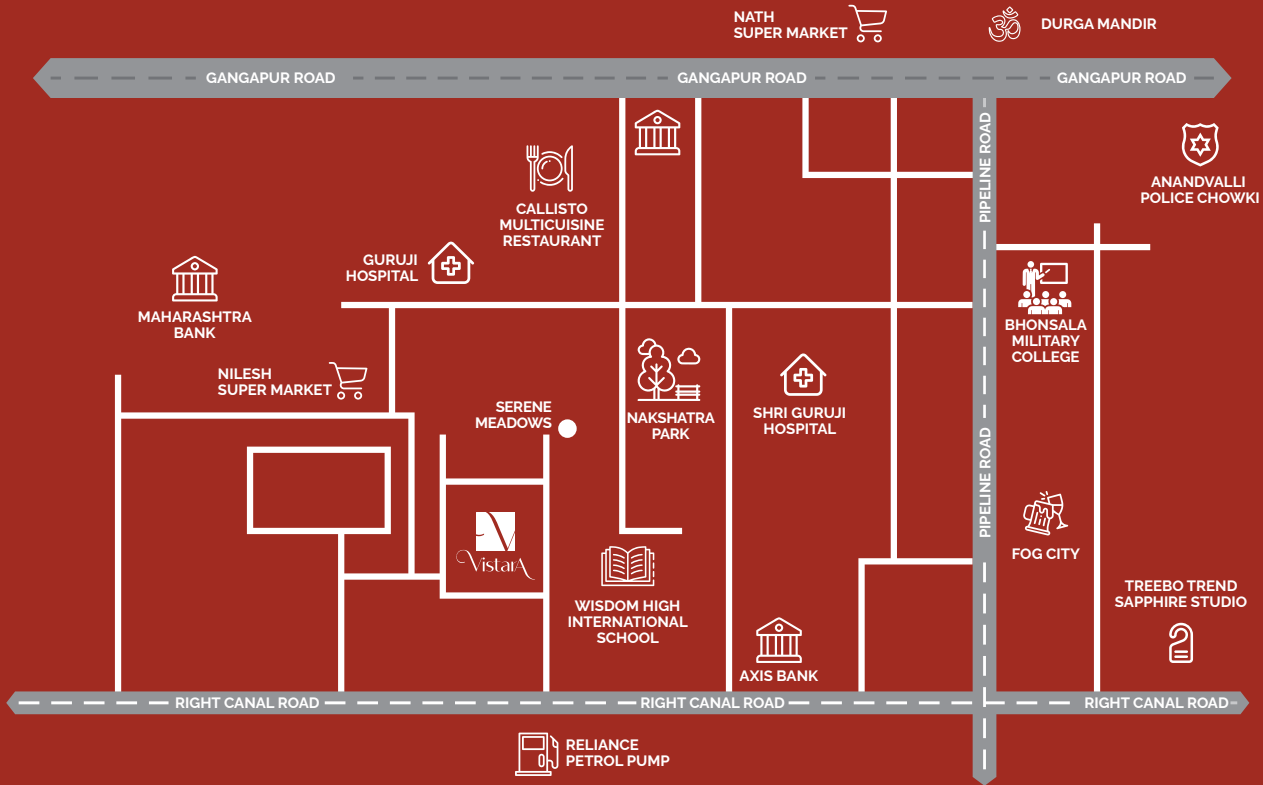 NATH
SUPER MARKET
DURGA MANDIR
GANGAPUR ROAD
GANGAPUR ROAD
GANGAPUR ROAD
PIPELINE ROAD
ANANDVALLI
POLICE CHOWKI
CALLISTO
MULTICUISINE
RESTAURANT
GURUJI
HOSPITAL
MAHARASHTRA
BANK
BHONSALA
MILITARY
COLLEGE
NILESH
SUPER MARKET
SERENE
MEADOWS
NAKSHATRA
PARK
SHRI GURUJI
HOSPITAL
PIPELINE ROAD
V
VistarA
FOG CITY
TREEBO TREND
SAPPHIRE STUDIO
WISDOM HIGH
INTERNATIONAL
SCHOOL
AXIS BANK
RIGHT CANAL ROAD
RIGHT CANAL ROAD
RIGHT CANAL ROAD
RELIANCE
PETROL PUMP